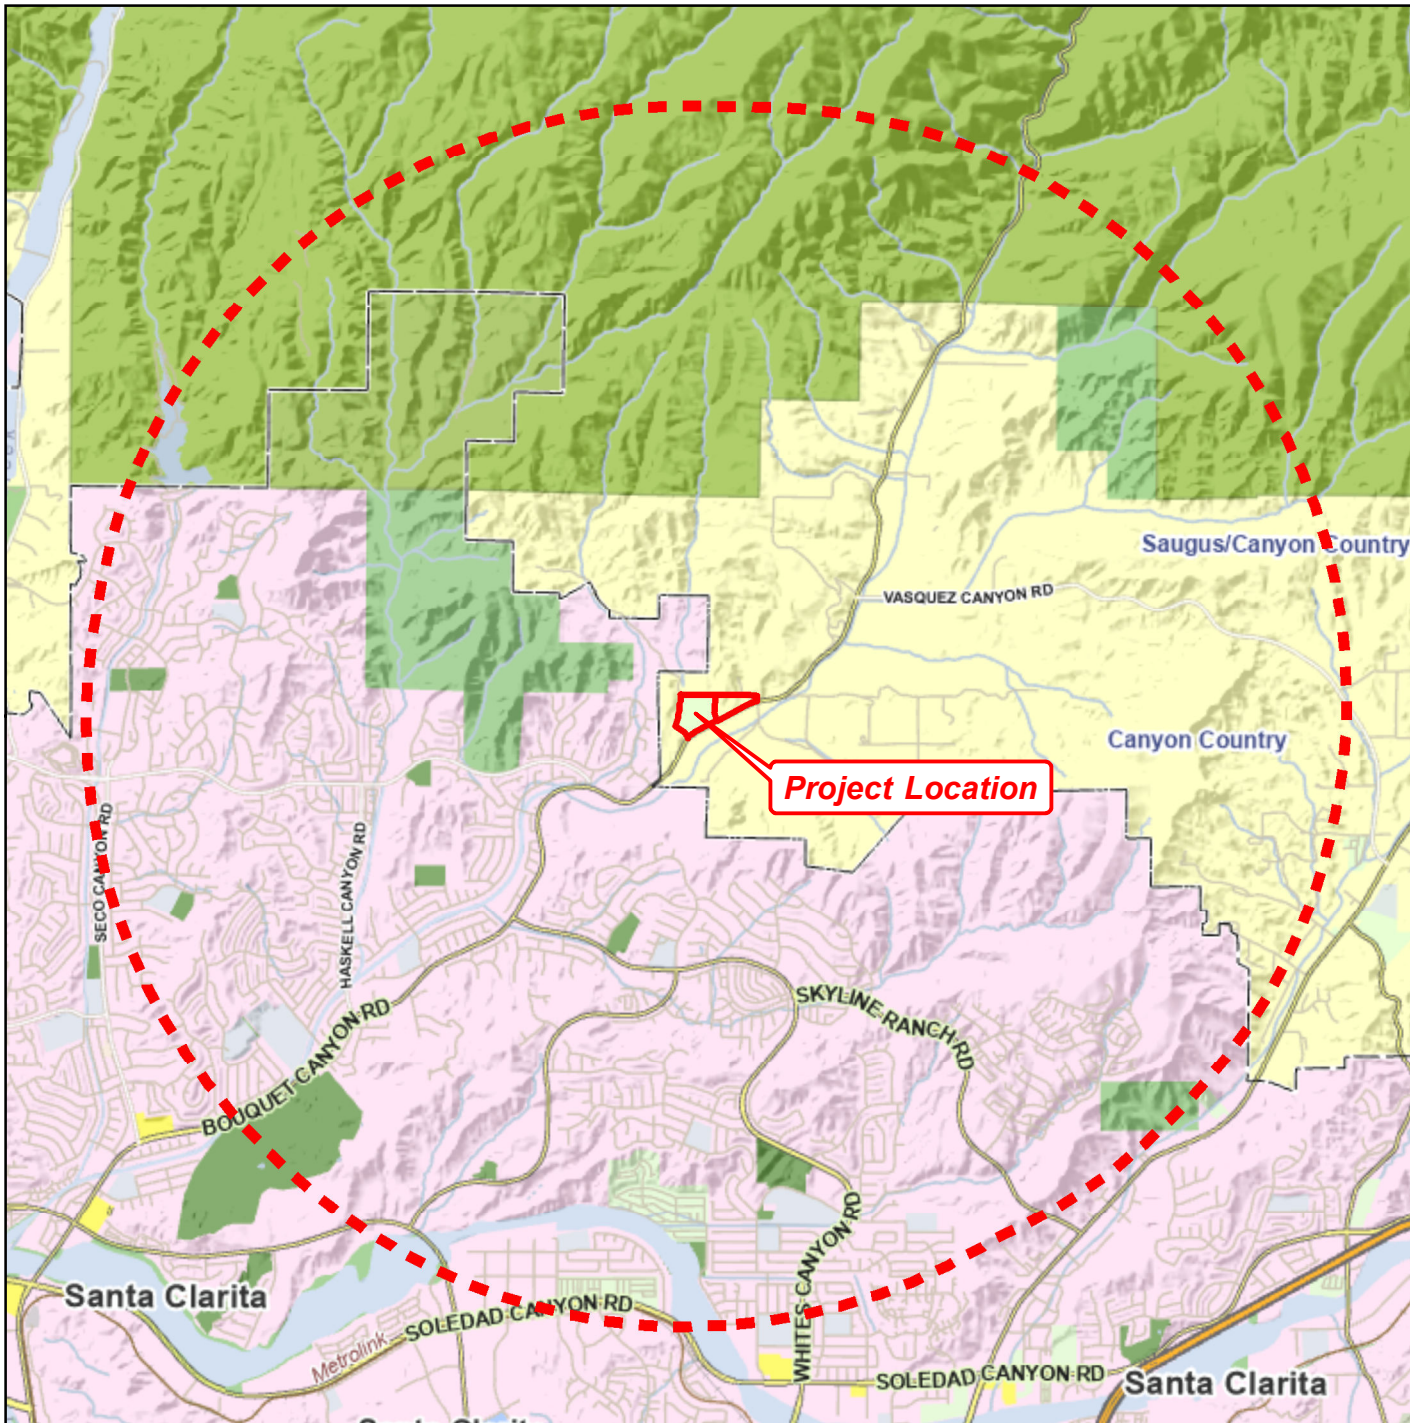 Saugus/Canyon Country
VASQUEZ CANYON RD
Canyon Country
Project Location
SECO CANYON RD
HASKELL CANYON RD
SKYLINE RANCH RD
BOUQUET CANYON RD
WHITES CANYON RD
Santa Clarita
SOLEDAD CANYON RD
Metrolink
SOLEDAD CANYON RD
Santa Clarita